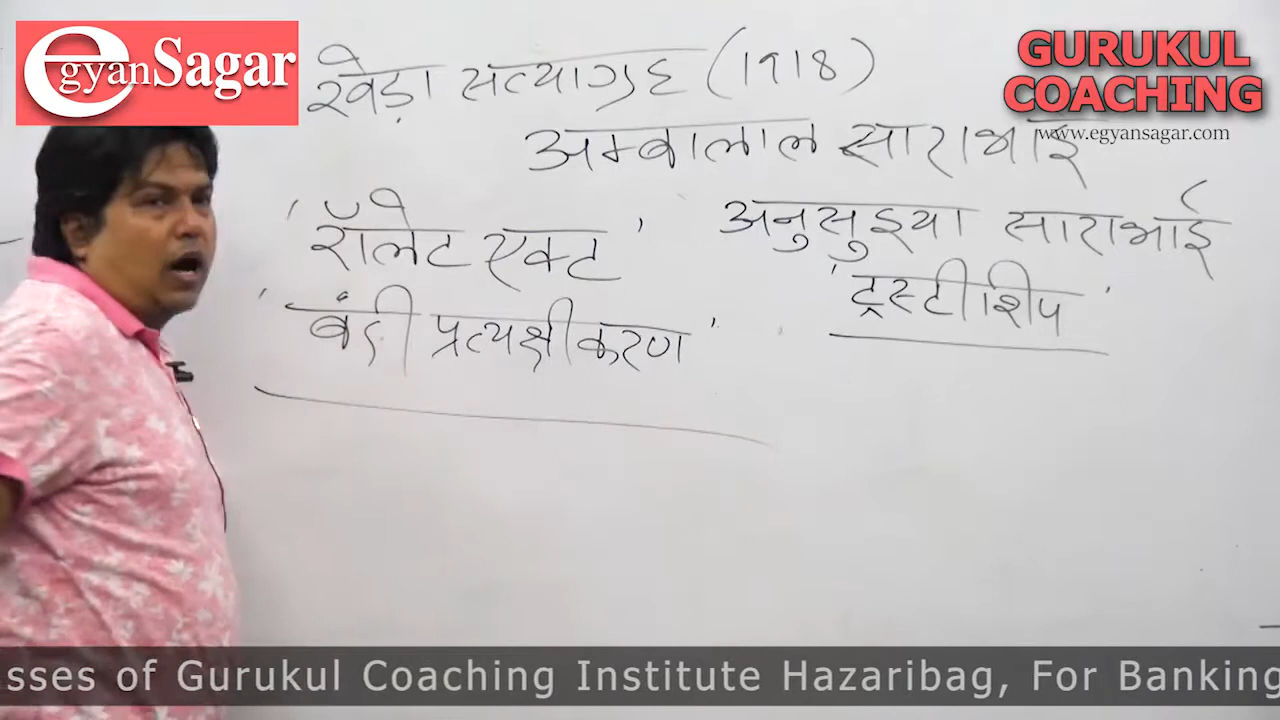 egyanSagar
GURUKUL
COACHING
www.egyansagar.com
खेड़ा सत्याग्रह (1918)
अम्बालाल साराभाई
अनुसुइया साराभाई
'ट्रस्टीशिप'
'रॉलेट एक्ट'
'बंदी प्रत्यक्षीकरण'
sses of Gurukul Coaching Institute Hazaribag, For Banking